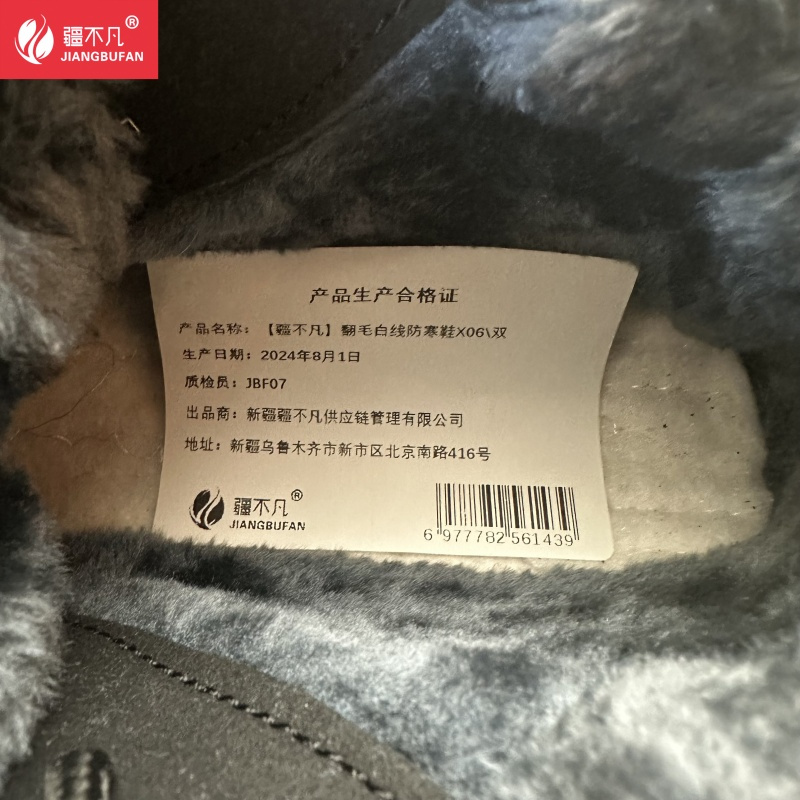 疆不凡®
JIANGBUFAN
产品生产合格证
产品名称：【疆不凡】翻毛白线防寒鞋X06\双
生产日期：2024年8月1日
质检员：JBF07
出品商：新疆疆不凡供应链管理有限公司
地址：新疆乌鲁木齐市新市区北京南路416号
疆不凡®
JIANGBUFAN
6 977782 561439